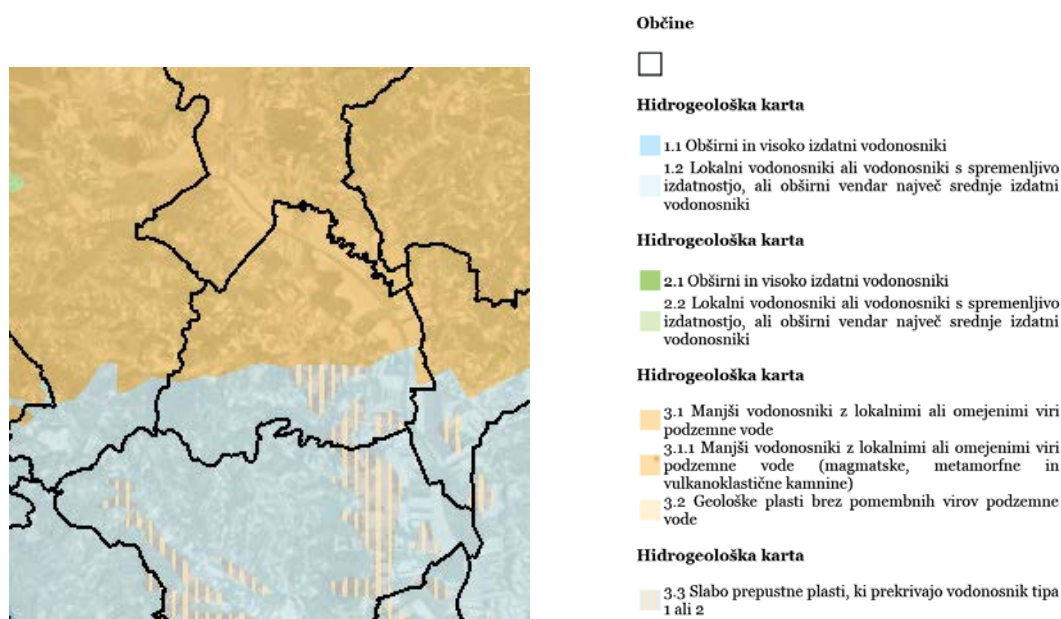 Občine
Hidrogeološka karta
1.1 Obširni in visoko izdatni vodonosniki
1.2 Lokalni vodonosniki ali vodonosniki s spremenljivo
izdatnostjo, ali obširni vendar največ srednje izdatni
vodonosniki
Hidrogeološka karta
2.1 Obširni in visoko izdatni vodonosniki
2.2 Lokalni vodonosniki ali vodonosniki s spremenljivo
izdatnostjo, ali obširni vendar največ srednje izdatni
vodonosniki
Hidrogeološka karta
3.1 Manjši vodonosniki z lokalnimi ali omejenimi viri
podzemne vode
3.1.1 Manjši vodonosniki z lokalnimi ali omejenimi viri
podzemne vode (magmatske, metamorfne in
vulkanoklastične kamnine)
3.2 Geološke plasti brez pomembnih virov podzemne
vode
Hidrogeološka karta
3.3 Slabo prepustne plasti, ki prekrivajo vodonosnik tipa
1 ali 2